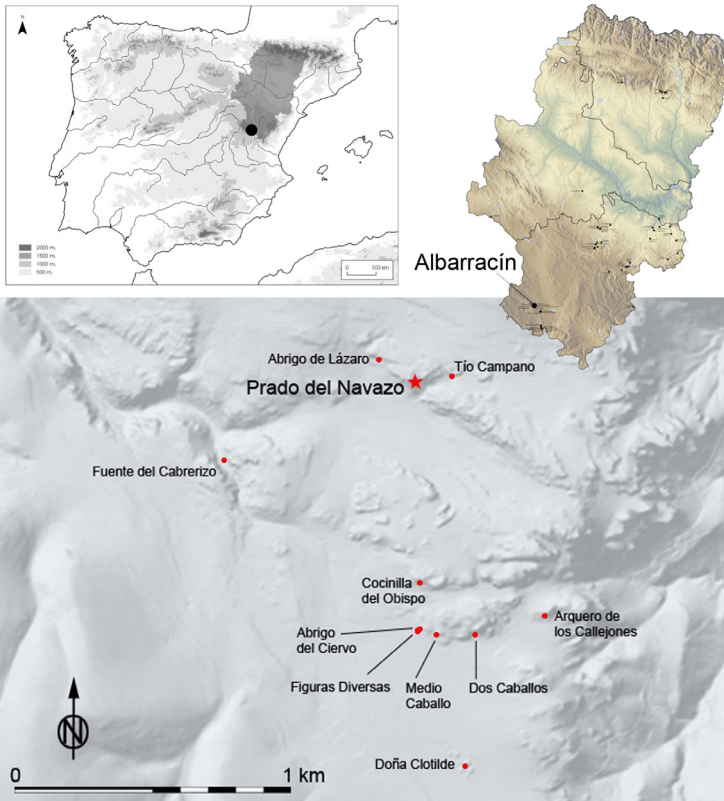 N
2000 m.
1500 m.
1000 m.
500 m.
0 100 km
Albarracín
Abrigo de Lázaro
Tío Campano
Prado del Navazo
Fuente del Cabrerizo
Cocinilla
del Obispo
Arquero de
los Callejones
Abrigo
del Ciervo
Figuras Diversas
Medio
Caballo
Dos Caballos
N
Doña Clotilde
0 1 km